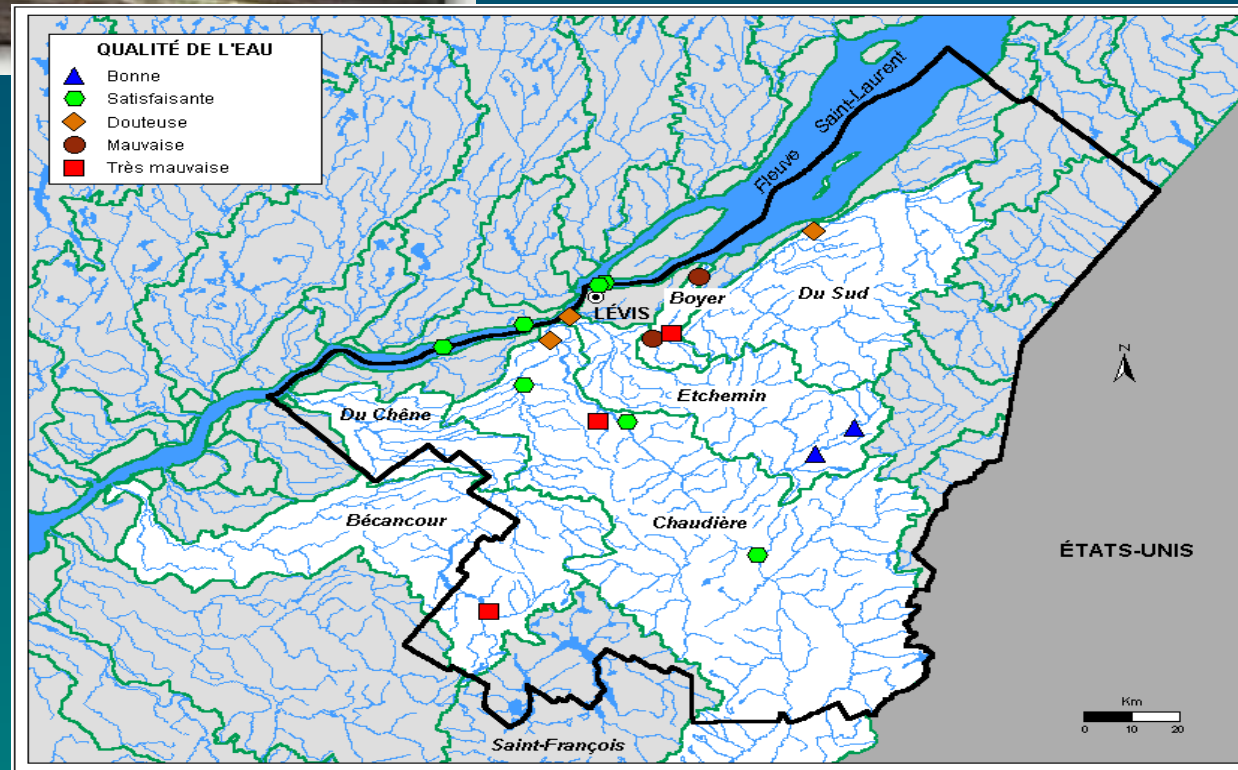 QUALITÉ DE L'EAU
Bonne
Satisfaisante
Douteuse
Mauvaise
Très mauvaise
Fleuve Saint-Laurent
LÉVIS
Boyer
Du Sud
Etchemin
Du Chêne
Bécancour
Chaudière
ÉTATS-UNIS
Saint-François
N
Km
0 10 20